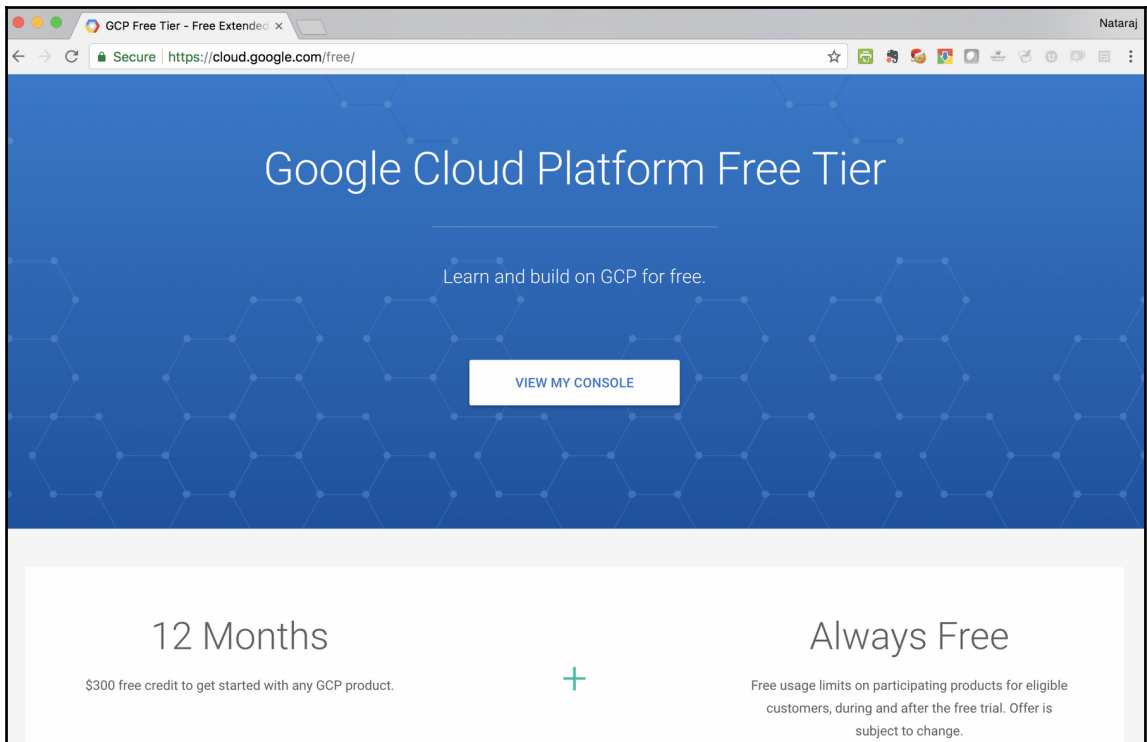 GCP Free Tier - Free Extended
Nataraj
Secure https://cloud.google.com/free/
Google Cloud Platform Free Tier
Learn and build on GCP for free.
VIEW MY CONSOLE
12 Months
$300 free credit to get started with any GCP product.
+
Always Free
Free usage limits on participating products for eligible
customers, during and after the free trial. Offer is
subject to change.